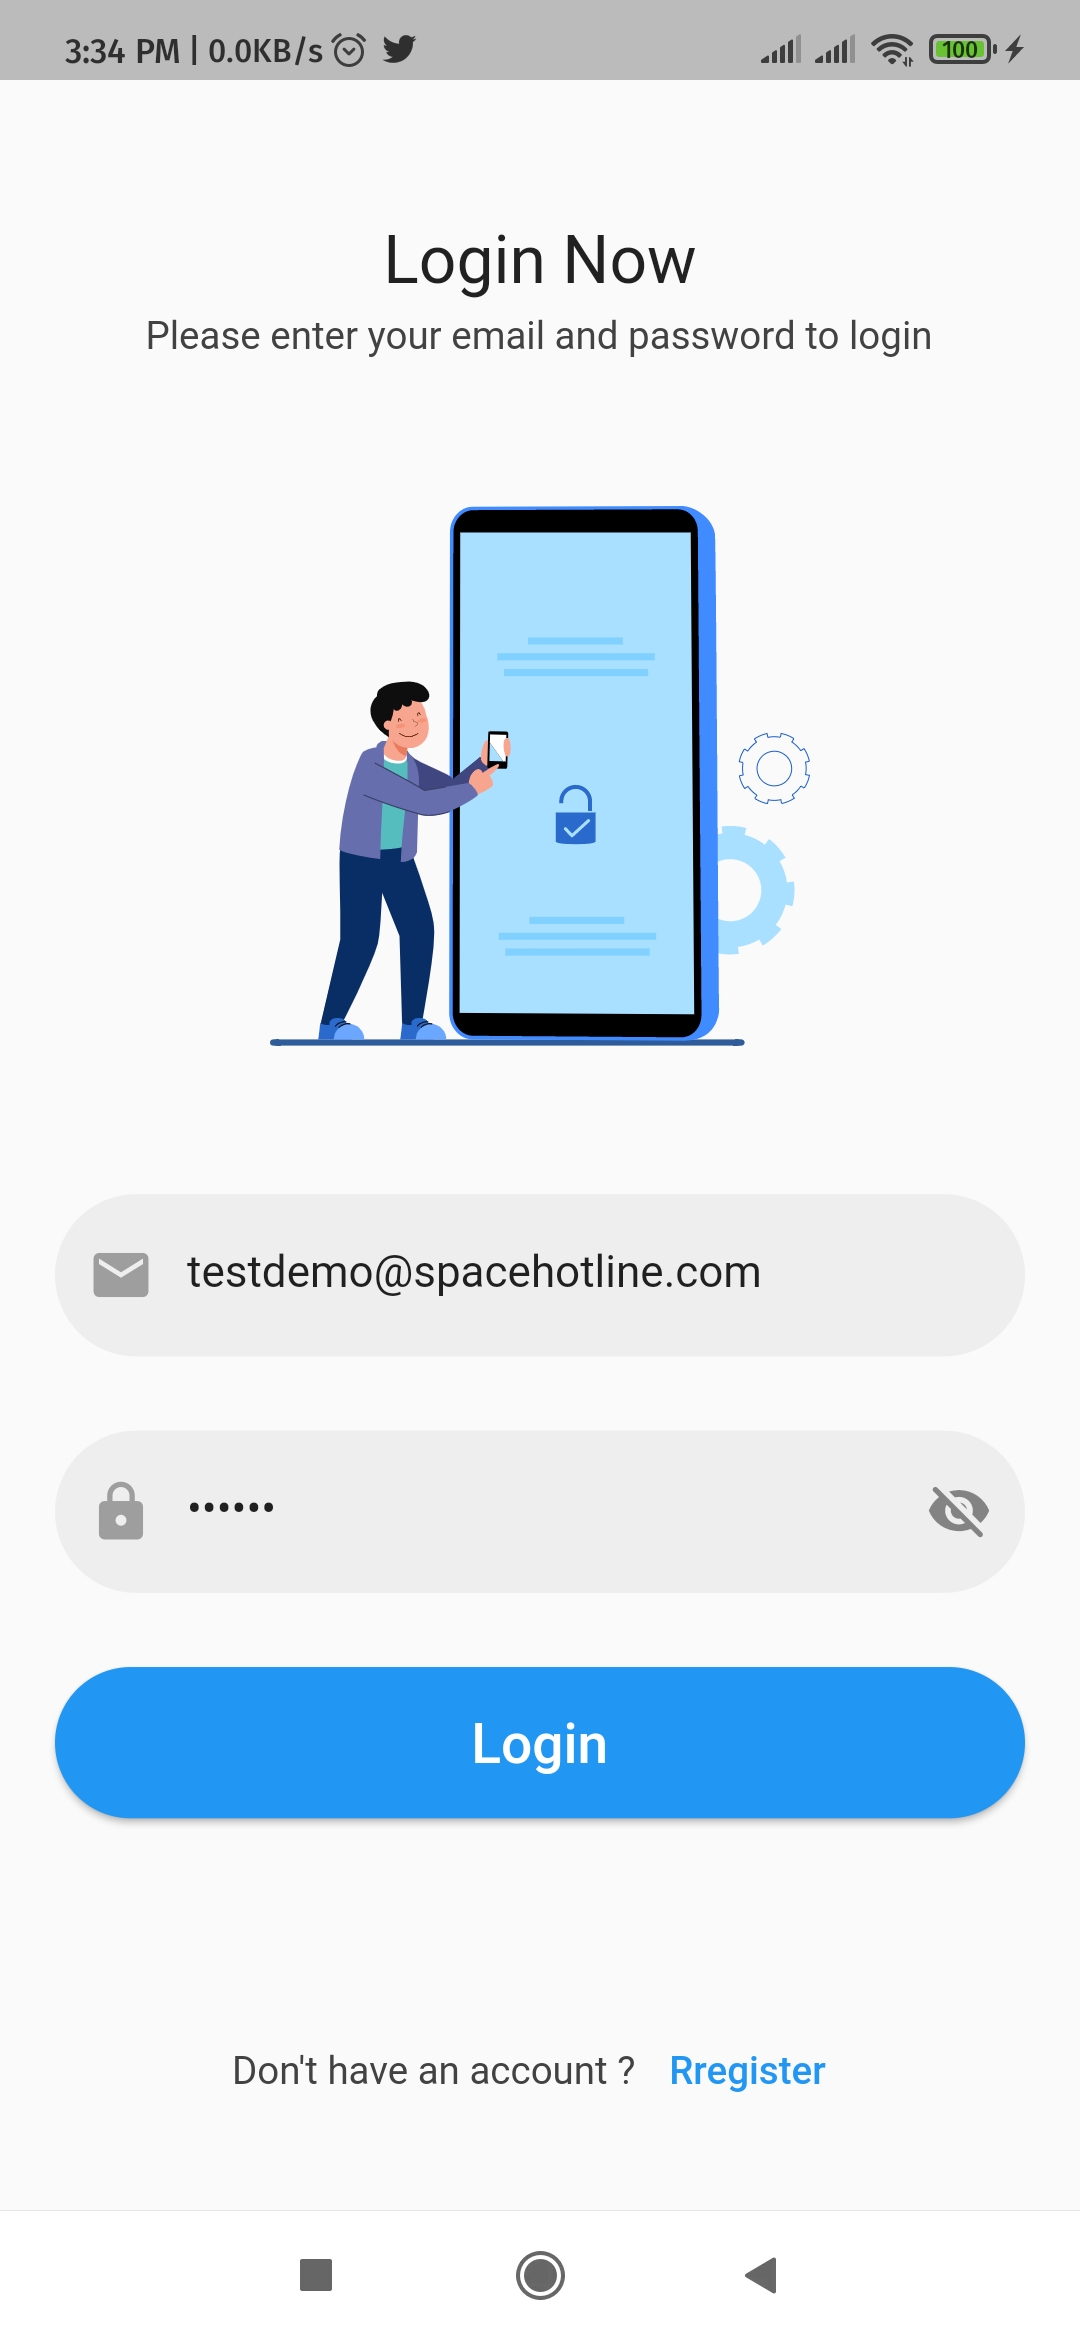 3:34 PM | 0.0KB/s 100
Login Now
Please enter your email and password to login
testdemo@spacehotline.com
••••••
Login
Don't have an account ? Rregister